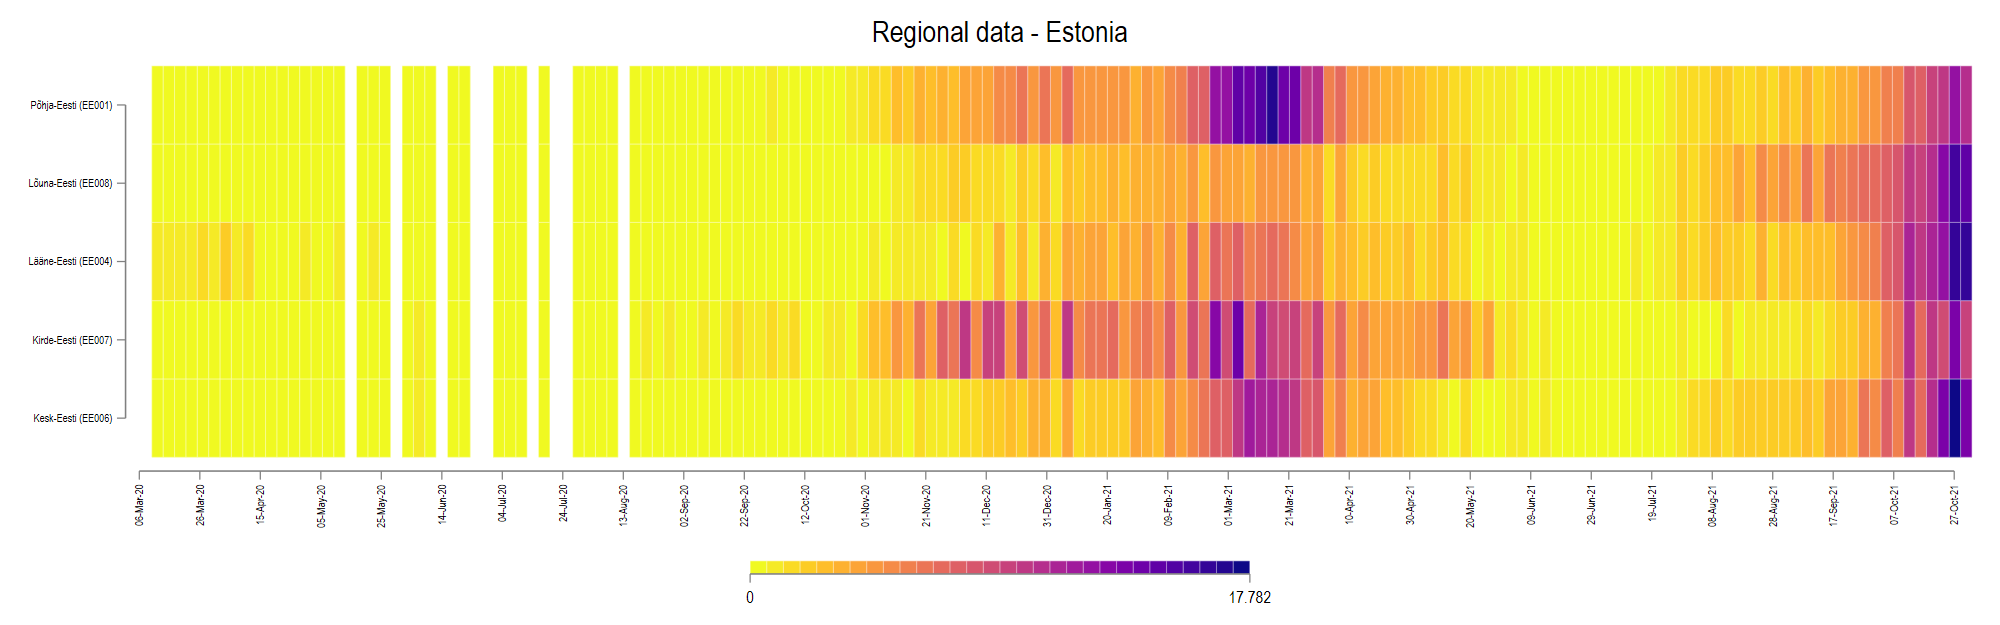 Regional data - Estonia
Põhja-Eesti (EE001)
Lõuna-Eesti (EE008)
Lääne-Eesti (EE004)
Kirde-Eesti (EE007)
Kesk-Eesti (EE006)
06-Mar-20
26-Mar-20
15-Apr-20
05-May-20
25-May-20
14-Jun-20
04-Jul-20
24-Jul-20
13-Aug-20
02-Sep-20
22-Sep-20
12-Oct-20
01-Nov-20
21-Nov-20
11-Dec-20
31-Dec-20
20-Jan-21
09-Feb-21
01-Mar-21
21-Mar-21
10-Apr-21
30-Apr-21
20-May-21
09-Jun-21
29-Jun-21
19-Jul-21
08-Aug-21
28-Aug-21
17-Sep-21
07-Oct-21
27-Oct-21
0
17.782